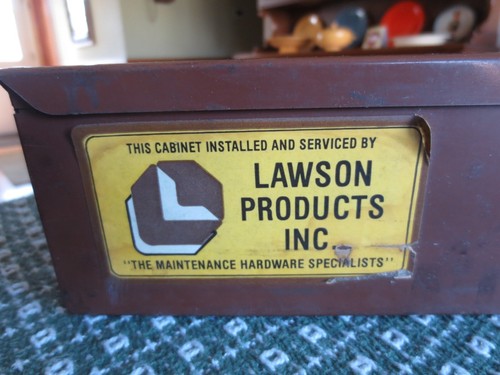 THIS CABINET INSTALLED AND SERVICED BY
LAWSON
PRODUCTS
INC.
"THE MAINTENANCE HARDWARE SPECIALISTS"